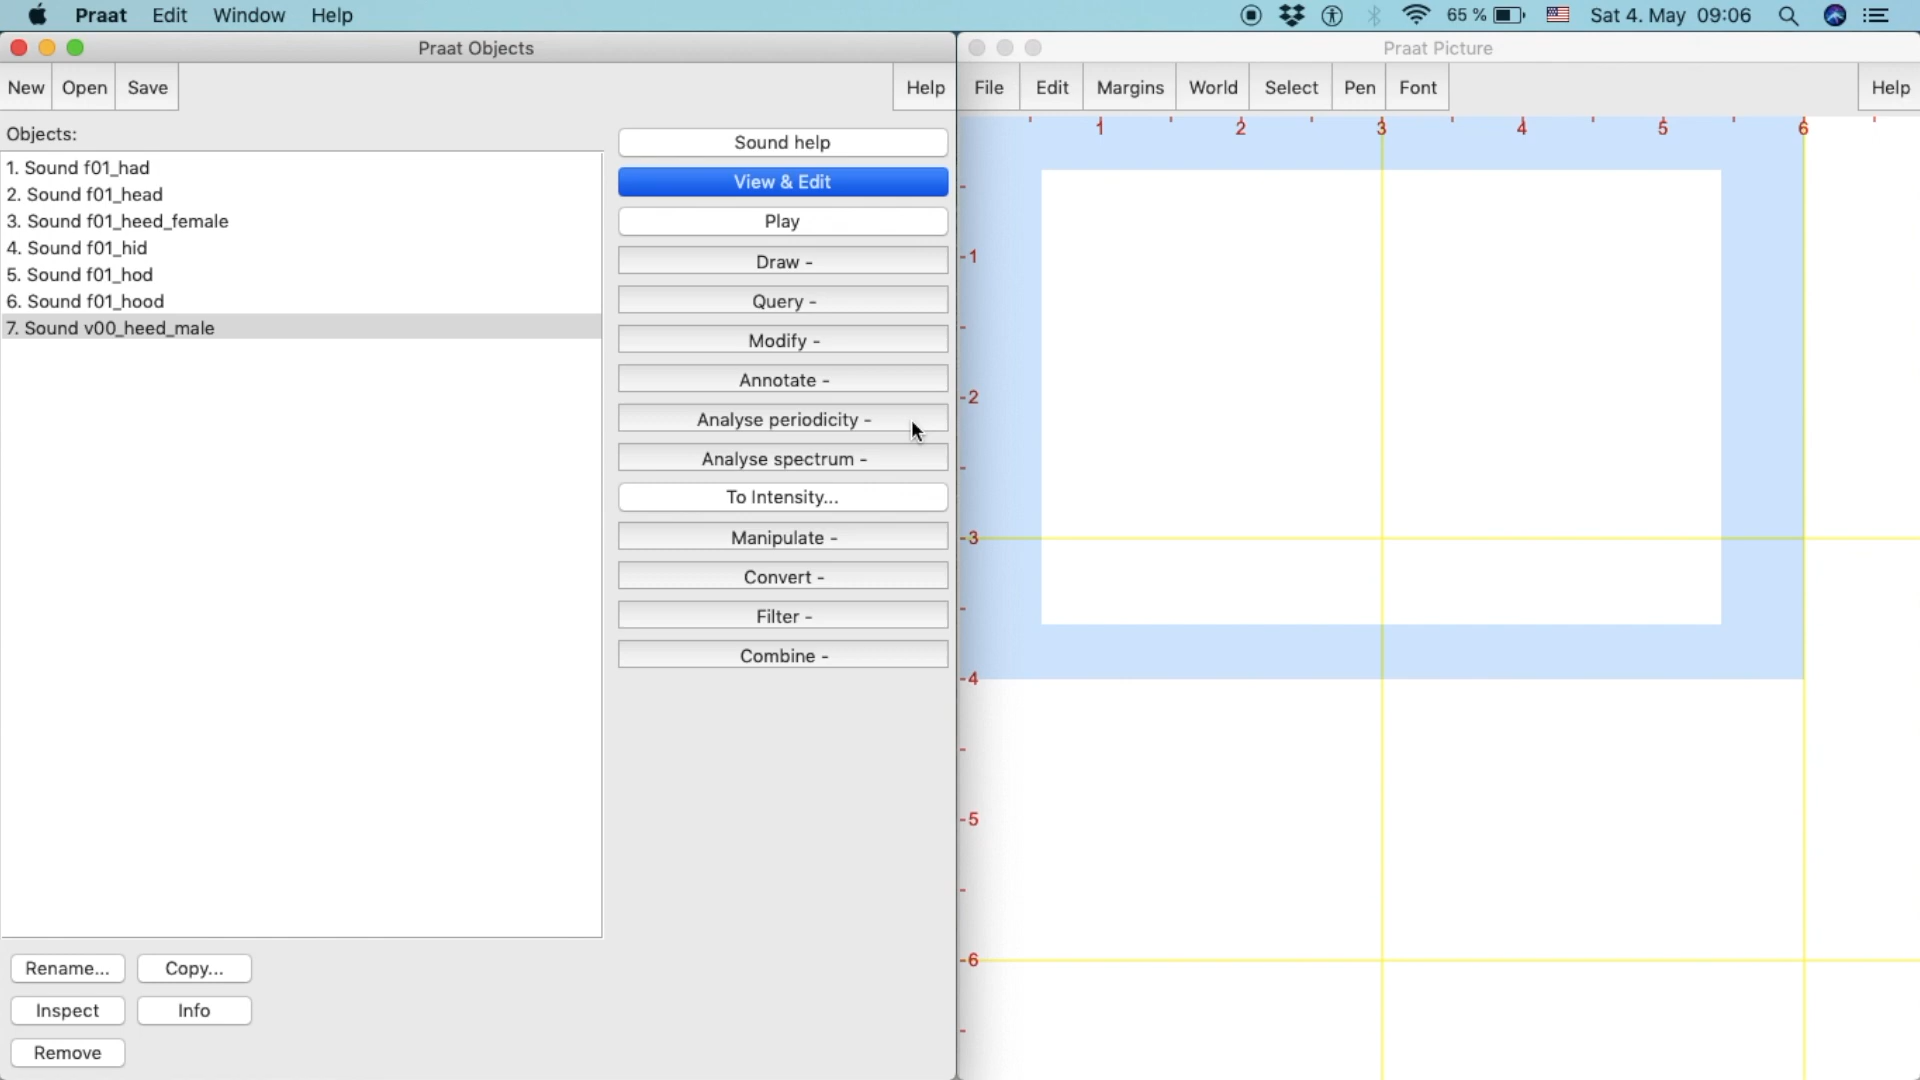 Praat Edit Window Help 65 % Sat 4. May 09:06
Praat Objects
New Open Save Help
Objects:
1. Sound f01_had
2. Sound f01_head
3. Sound f01_heed_female
4. Sound f01_hid
5. Sound f01_hod
6. Sound f01_hood
7. Sound v00_heed_male
Sound help
View & Edit
Play
Draw -
Query -
Modify -
Annotate -
Analyse periodicity -
Analyse spectrum -
To Intensity...
Manipulate -
Convert -
Filter -
Combine -
Rename... Copy...
Inspect Info
Remove
Praat Picture
File Edit Margins World Select Pen Font Help
1 2 3 4 5 6
-1
-2
-3
-4
-5
-6